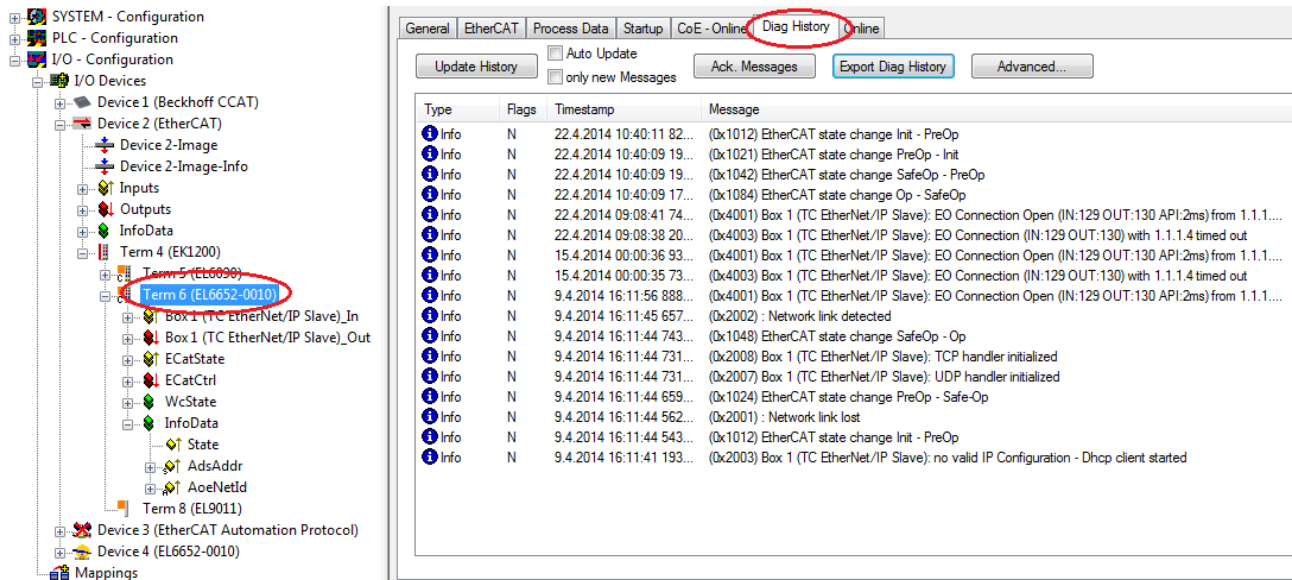 SYSTEM - Configuration
PLC - Configuration
I/O - Configuration
I/O Devices
Device 1 (Beckhoff CCAT)
Device 2 (EtherCAT)
Device 2-Image
Device 2-Image-Info
Inputs
Outputs
InfoData
Term 4 (EK1200)
Term 5 (EL6090)
Term 6 (EL6652-0010)
Box 1 (TC EtherNet/IP Slave)_In
Box 1 (TC EtherNet/IP Slave)_Out
ECatState
ECatCtrl
WcState
InfoData
State
AdsAddr
AoeNetId
Term 8 (EL9011)
Device 3 (EtherCAT Automation Protocol)
Device 4 (EL6652-0010)
Mappings
General EtherCAT Process Data Startup CoE - Online Diag History Online
Update History Auto Update only new Messages Ack. Messages Export Diag History Advanced...
Type Flags Timestamp Message
Info N 22.4.2014 10:40:11 82... (0x1012) EtherCAT state change Init - PreOp
Info N 22.4.2014 10:40:09 19... (0x1021) EtherCAT state change PreOp - Init
Info N 22.4.2014 10:40:09 19... (0x1042) EtherCAT state change SafeOp - PreOp
Info N 22.4.2014 10:40:09 17... (0x1084) EtherCAT state change Op - SafeOp
Info N 22.4.2014 09:08:41 74... (0x4001) Box 1 (TC EtherNet/IP Slave): EO Connection Open (IN:129 OUT:130 API:2ms) from 1.1.1....
Info N 22.4.2014 09:08:38 20... (0x4003) Box 1 (TC EtherNet/IP Slave): EO Connection (IN:129 OUT:130) with 1.1.1.4 timed out
Info N 15.4.2014 00:00:36 93... (0x4001) Box 1 (TC EtherNet/IP Slave): EO Connection Open (IN:129 OUT:130 API:2ms) from 1.1.1....
Info N 15.4.2014 00:00:35 73... (0x4003) Box 1 (TC EtherNet/IP Slave): EO Connection (IN:129 OUT:130) with 1.1.1.4 timed out
Info N 9.4.2014 16:11:56 888... (0x4001) Box 1 (TC EtherNet/IP Slave): EO Connection Open (IN:129 OUT:130 API:2ms) from 1.1.1....
Info N 9.4.2014 16:11:45 657... (0x2002) : Network link detected
Info N 9.4.2014 16:11:44 743... (0x1048) EtherCAT state change SafeOp - Op
Info N 9.4.2014 16:11:44 731... (0x2008) Box 1 (TC EtherNet/IP Slave): TCP handler initialized
Info N 9.4.2014 16:11:44 731... (0x2007) Box 1 (TC EtherNet/IP Slave): UDP handler initialized
Info N 9.4.2014 16:11:44 659... (0x1024) EtherCAT state change PreOp - Safe-Op
Info N 9.4.2014 16:11:44 562... (0x2001) : Network link lost
Info N 9.4.2014 16:11:44 543... (0x1012) EtherCAT state change Init - PreOp
Info N 9.4.2014 16:11:41 193... (0x2003) Box 1 (TC EtherNet/IP Slave): no valid IP Configuration - Dhcp client started